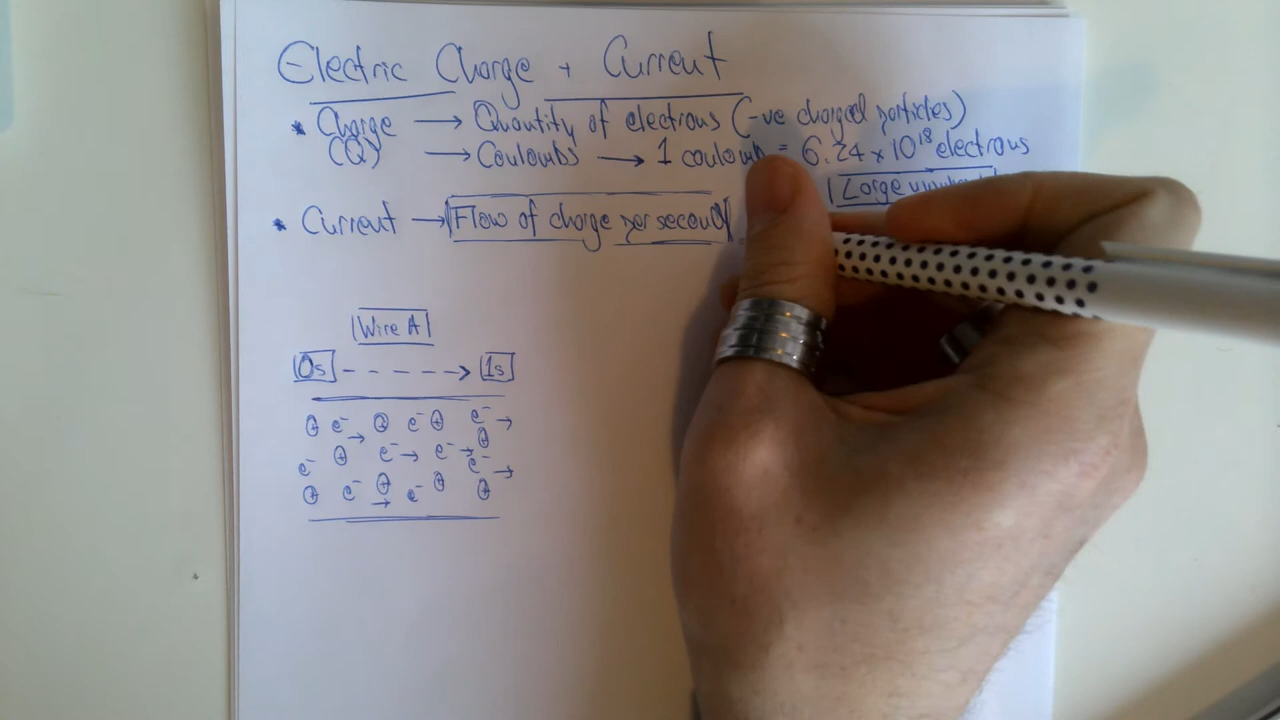 Electric Charge + Current
* Charge → Quantity of electrons (-ve charged particles)
(Q) → Coulombs → 1 coulomb = 6.24 x 10^18 electrons
Large
* Current → Flow of charge per second
Wire A
0s - - - - - → 1s
⊕ e⁻ → ⊕ e⁻ ⊕ e⁻ →
e⁻ ⊕ e⁻ → e⁻ → ⊕ e⁻ →
⊕ e⁻ ⊕ → e⁻ ⊕ ⊕